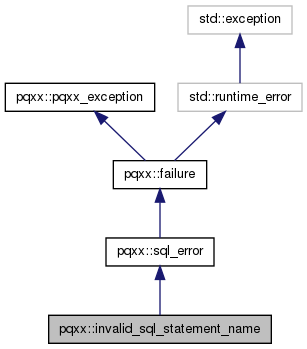 std::exception
pqxx::pqxx_exception
std::runtime_error
pqxx::failure
pqxx::sql_error
pqxx::invalid_sql_statement_name